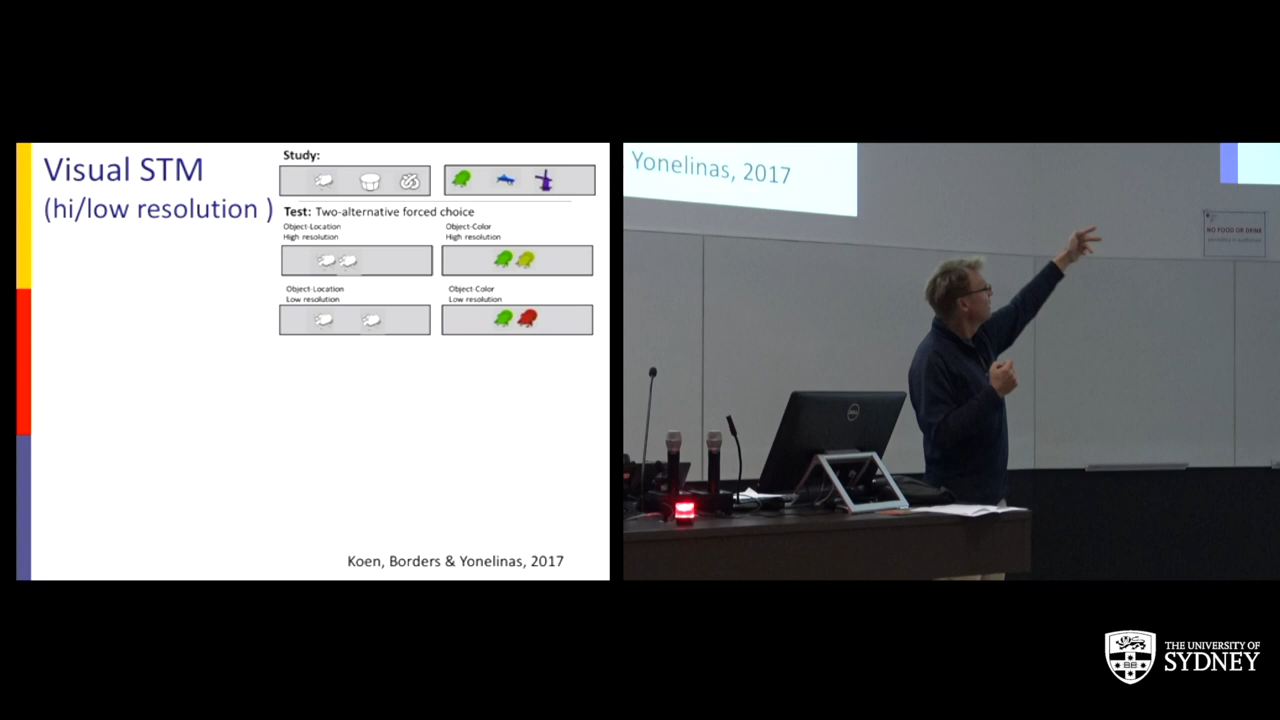 Visual STM
(hi/low resolution )
Study:
Test: Two-alternative forced choice
Object-Location
High resolution
Object-Color
High resolution
Object-Location
Low resolution
Object-Color
Low resolution
Koen, Borders & Yonelinas, 2017
Yonelinas, 2017
NO FOOD OR DRINK
DELL
THE UNIVERSITY OF
SYDNEY